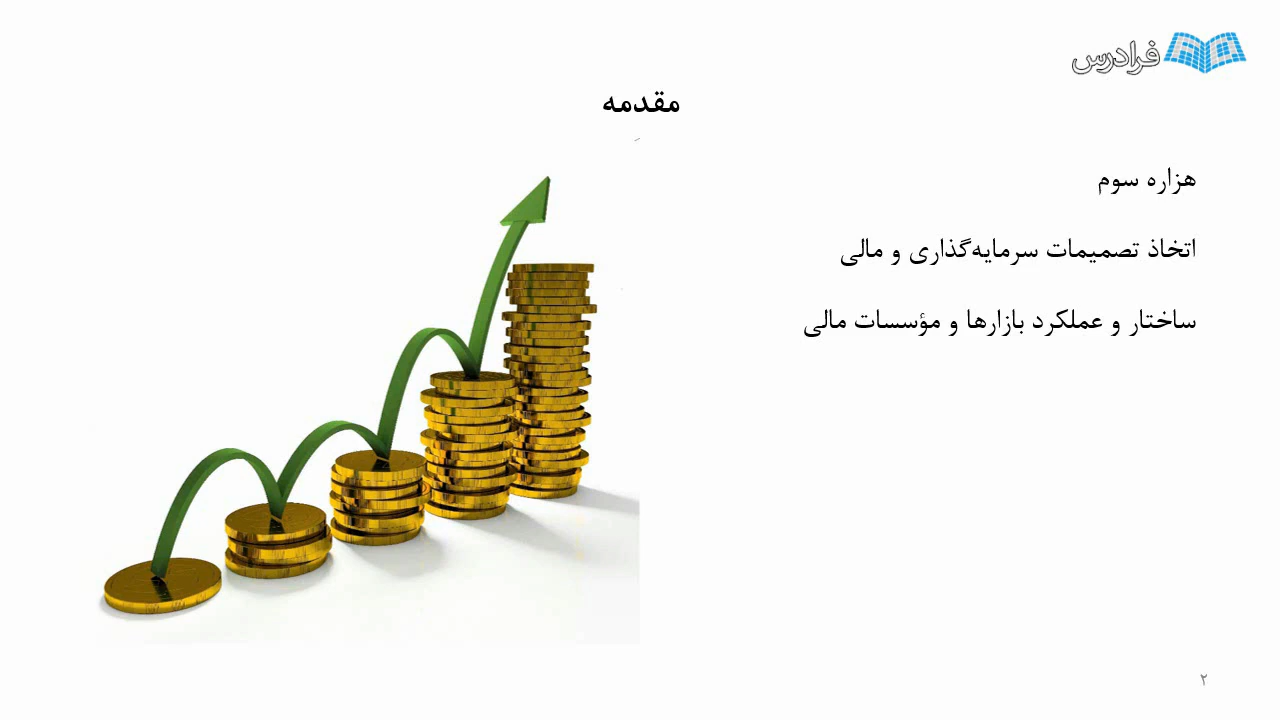 فرادرس
مقدمه
هزاره سوم
اتخاذ تصمیمات سرمایه‌گذاری و مالی
ساختار و عملکرد بازارها و مؤسسات مالی
۲